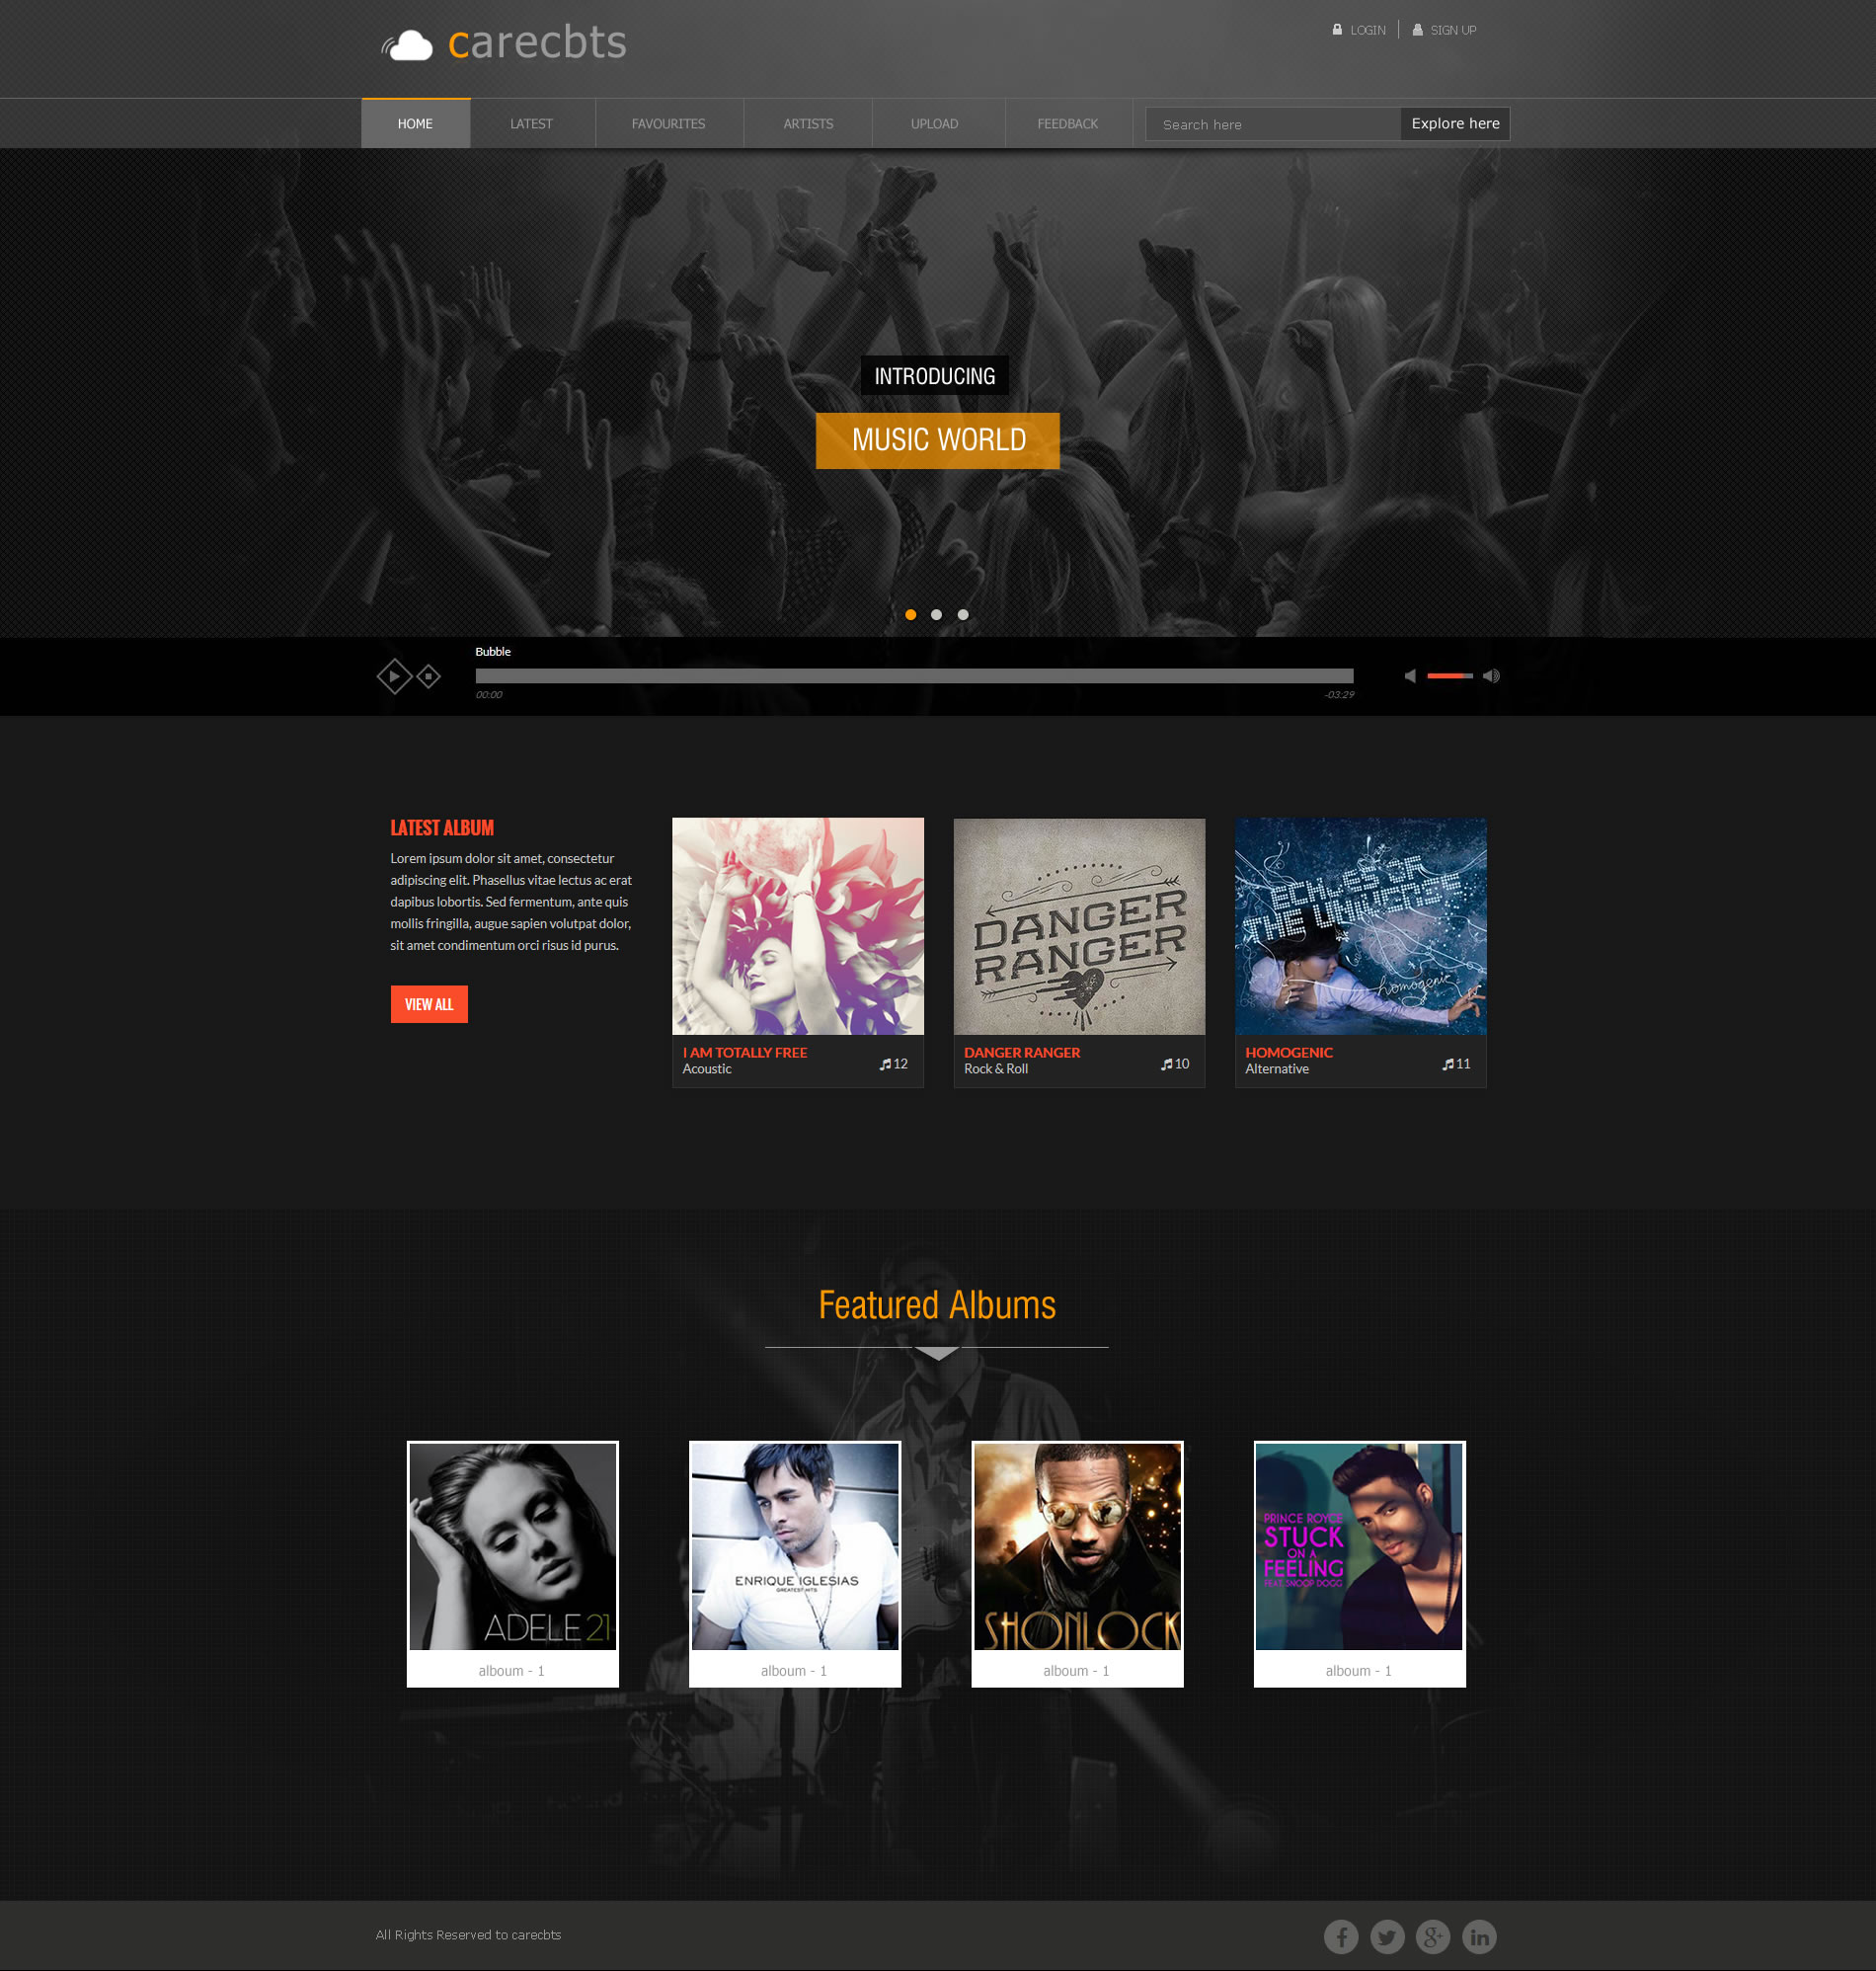 carecbts
LOGIN
SIGN UP
HOME
LATEST
FAVOURITES
ARTISTS
UPLOAD
FEEDBACK
Search here
Explore here
INTRODUCING
MUSIC WORLD
Bubble
00:00
-03:29
LATEST ALBUM
Lorem ipsum dolor sit amet, consectetur
adipiscing elit. Phasellus vitae lectus ac erat
dapibus lobortis. Sed fermentum, ante quis
mollis fringilla, augue sapien volutpat dolor,
sit amet condimentum orci risus id purus.
VIEW ALL
I AM TOTALLY FREE
Acoustic
12
DANGER
RANGER
DANGER RANGER
Rock & Roll
10
ECHOES OF
THE UNIVERSE
homogenic
HOMOGENIC
Alternative
11
Featured Albums
ADELE 21
alboum - 1
ENRIQUE IGLESIAS
GREATEST HITS
alboum - 1
SHONLOCK
alboum - 1
PRINCE ROYCE
STUCK
ON A
FEELING
FEAT. SNOOP DOGG
alboum - 1
All Rights Reserved to carecbts